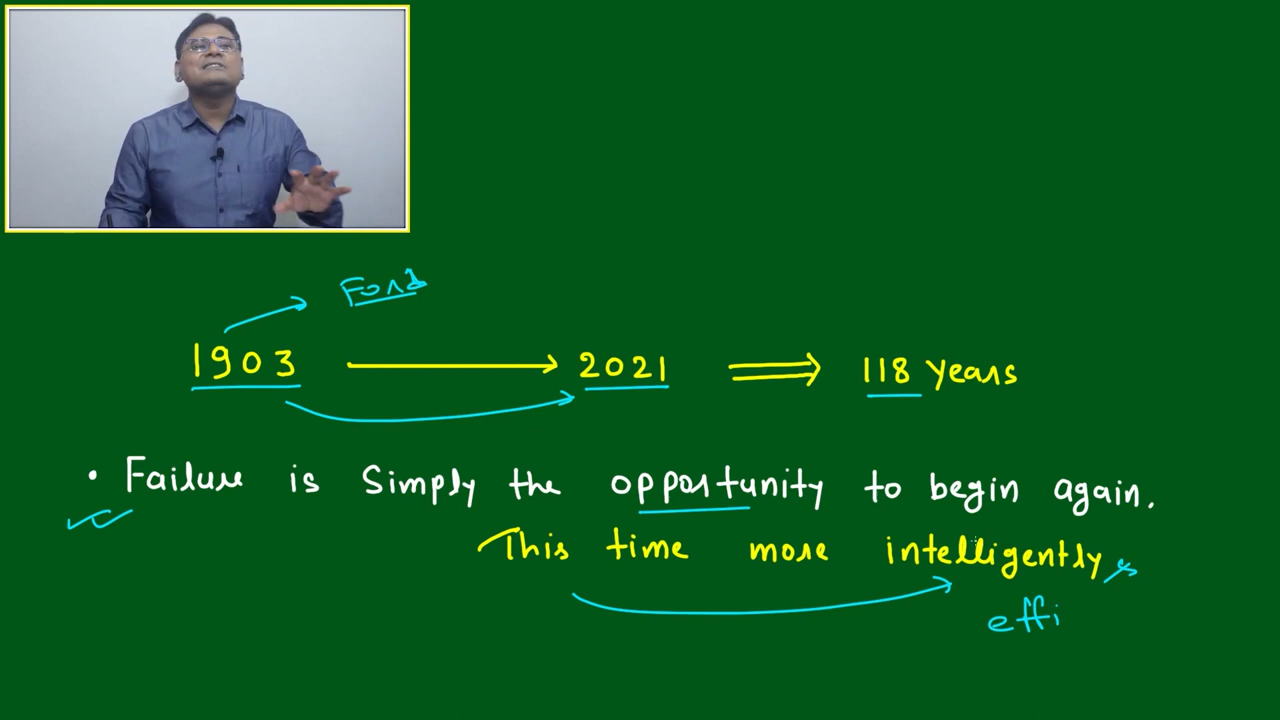 Ford
1903 → 2021 ⇒ 118 years
• Failure is simply the opportunity to begin again.
This time more intelligently
effi